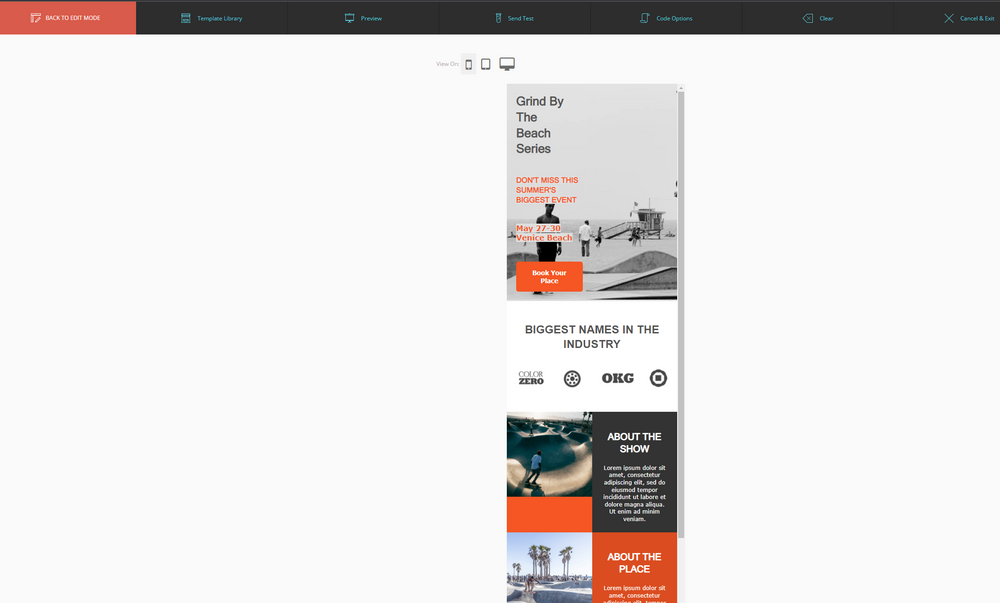 BACK TO EDIT MODE
Template Library
Preview
Send Test
Code Options
Clear
Cancel & Exit
View On:
Grind By
The
Beach
Series
DON'T MISS THIS
SUMMER'S
BIGGEST EVENT
May 27-30
Venice Beach
Book Your
Place
BIGGEST NAMES IN THE
INDUSTRY
COLOR
ZERO
OKG
ABOUT THE
SHOW
Lorem ipsum dolor sit
amet, consectetur
adipiscing elit, sed do
eiusmod tempor
incididunt ut labore et
dolore magna aliqua.
Ut enim ad minim
veniam.
ABOUT THE
PLACE
Lorem ipsum dolor sit
amet, consectetur